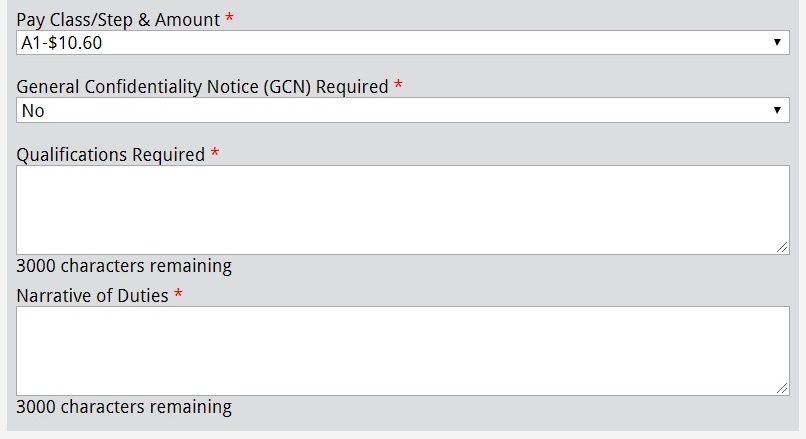 Pay Class/Step & Amount *
A1-$10.60
General Confidentiality Notice (GCN) Required *
No
Qualifications Required *
3000 characters remaining
Narrative of Duties *
3000 characters remaining